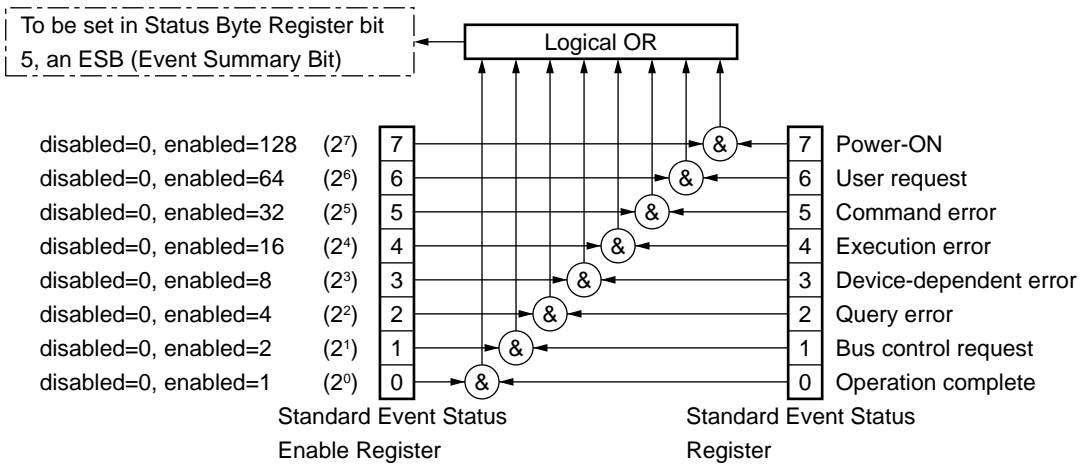 To be set in Status Byte Register bit
5, an ESB (Event Summary Bit)
Logical OR
disabled=0, enabled=128 (2⁷) 7 & 7 Power-ON
disabled=0, enabled=64 (2⁶) 6 & 6 User request
disabled=0, enabled=32 (2⁵) 5 & 5 Command error
disabled=0, enabled=16 (2⁴) 4 & 4 Execution error
disabled=0, enabled=8 (2³) 3 & 3 Device-dependent error
disabled=0, enabled=4 (2²) 2 & 2 Query error
disabled=0, enabled=2 (2¹) 1 & 1 Bus control request
disabled=0, enabled=1 (2⁰) 0 & 0 Operation complete
Standard Event Status
Enable Register
Standard Event Status
Register